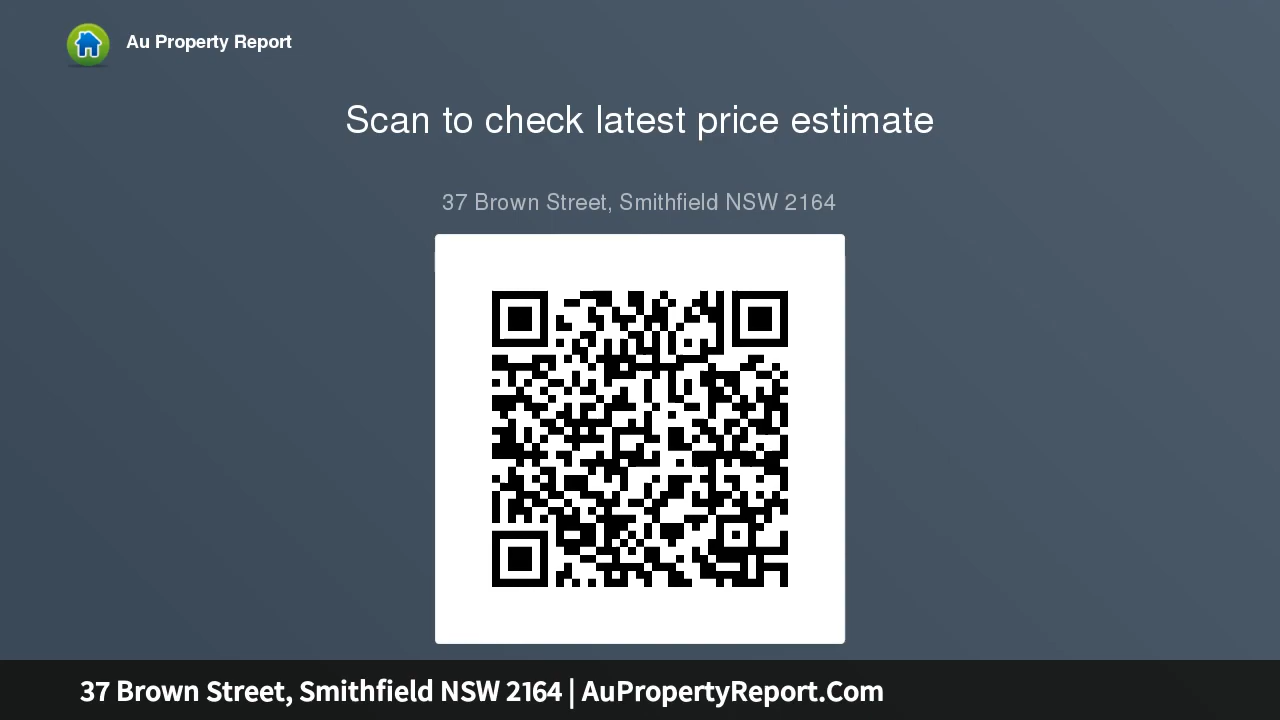 Au Property Report
Scan to check latest price estimate
37 Brown Street, Smithfield NSW 2164
37 Brown Street, Smithfield NSW 2164 | AuPropertyReport.Com